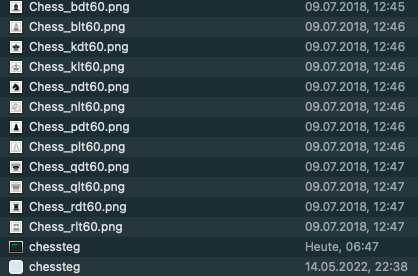 Chess_bdt60.png 09.07.2018, 12:45
Chess_blt60.png 09.07.2018, 12:46
Chess_kdt60.png 09.07.2018, 12:46
Chess_klt60.png 09.07.2018, 12:46
Chess_ndt60.png 09.07.2018, 12:46
Chess_nlt60.png 09.07.2018, 12:46
Chess_pdt60.png 09.07.2018, 12:46
Chess_plt60.png 09.07.2018, 12:46
Chess_qdt60.png 09.07.2018, 12:47
Chess_qlt60.png 09.07.2018, 12:47
Chess_rdt60.png 09.07.2018, 12:47
Chess_rlt60.png 09.07.2018, 12:47
chessteg Heute, 06:47
chessteg 14.05.2022, 22:38